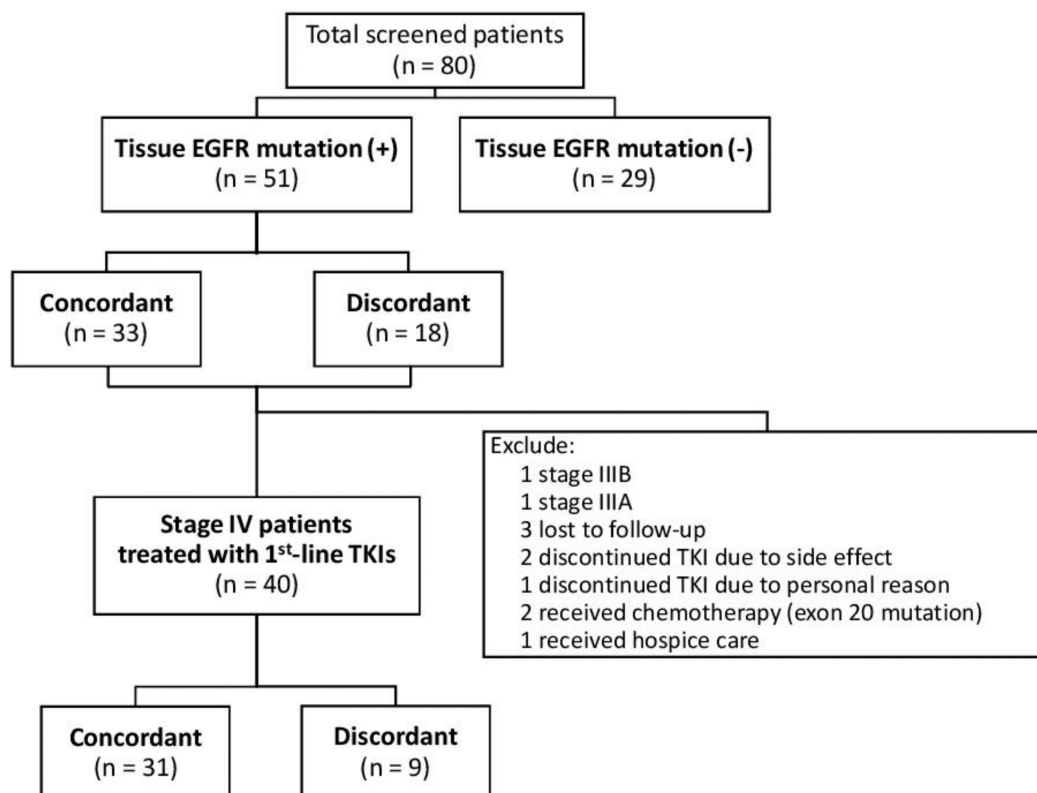 Total screened patients
(n = 80)
Tissue EGFR mutation (+)
(n = 51)
Tissue EGFR mutation (-)
(n = 29)
Concordant
(n = 33)
Discordant
(n = 18)
Exclude:
1 stage IIIB
1 stage IIIA
3 lost to follow-up
2 discontinued TKI due to side effect
1 discontinued TKI due to personal reason
2 received chemotherapy (exon 20 mutation)
1 received hospice care
Stage IV patients
treated with 1st-line TKIs
(n = 40)
Concordant
(n = 31)
Discordant
(n = 9)